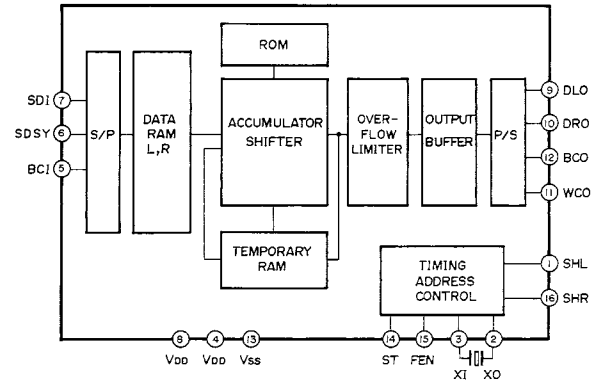 ROM
SDI 7
SDSY 6
BCI 5
S/P
DATA
RAM
L,R
ACCUMULATOR
SHIFTER
OVER-
FLOW
LIMITER
OUTPUT
BUFFER
P/S
9 DLO
10 DRO
12 BCO
11 WCO
TEMPORARY
RAM
TIMING
ADDRESS
CONTROL
1 SHL
16 SHR
8 4 13 14 15 3 2
VDD VDD VSS ST FEN
XI XO